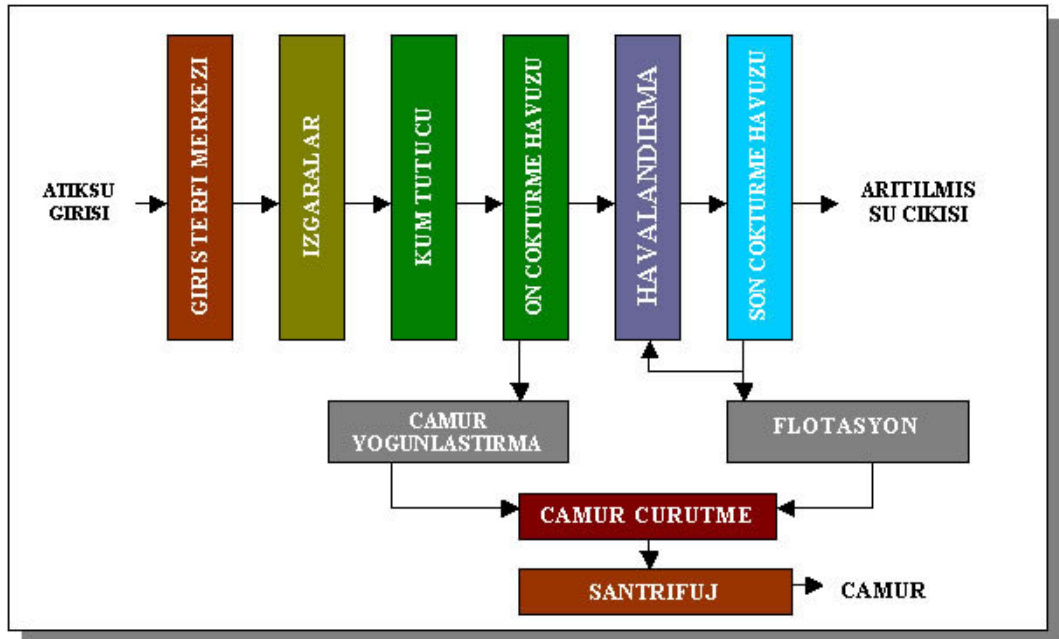 ATIKSU
GIRISI
GIRIS TERFI MERKEZI
IZGARALAR
KUM TUTUCU
ON COKTURME HAVUZU
HAVALANDIRMA
SON COKTURME HAVUZU
ARITILMIS
SU CIKISI
CAMUR
YOGUNLASTIRMA
FLOTASYON
CAMUR CURUTME
SANTRIFUJ
CAMUR